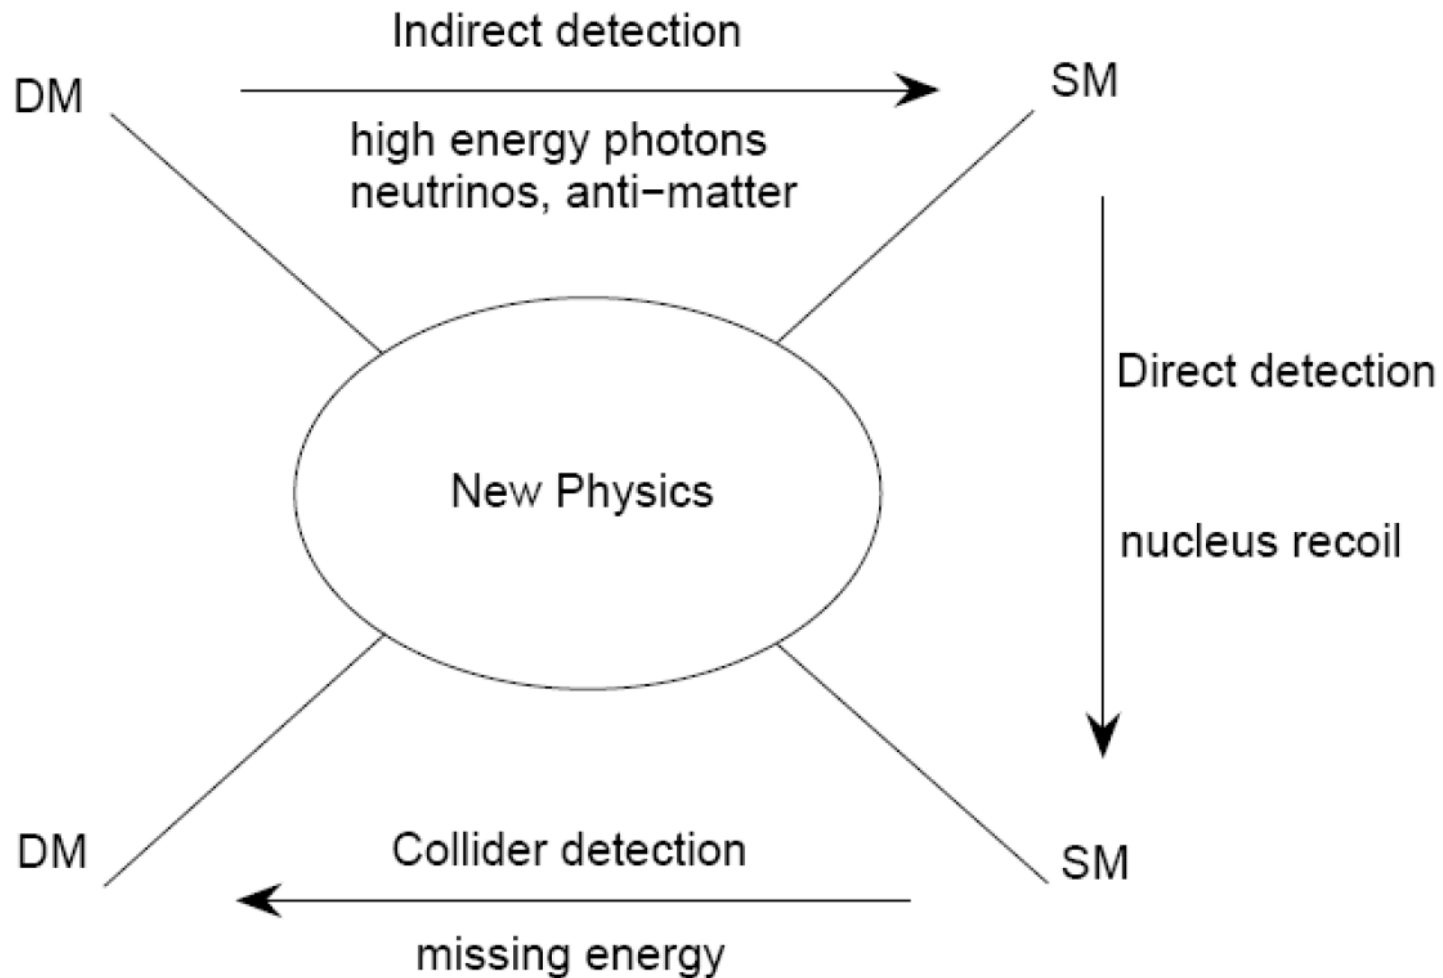 Indirect detection
DM
SM
high energy photons
neutrinos, anti−matter
Direct detection
New Physics
nucleus recoil
DM
Collider detection
SM
missing energy